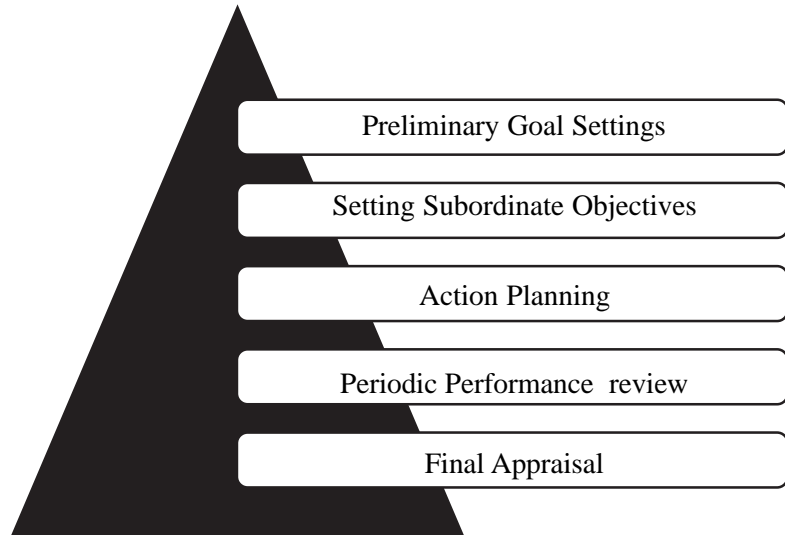 Preliminary Goal Settings
Setting Subordinate Objectives
Action Planning
Periodic Performance  review
Final Appraisal